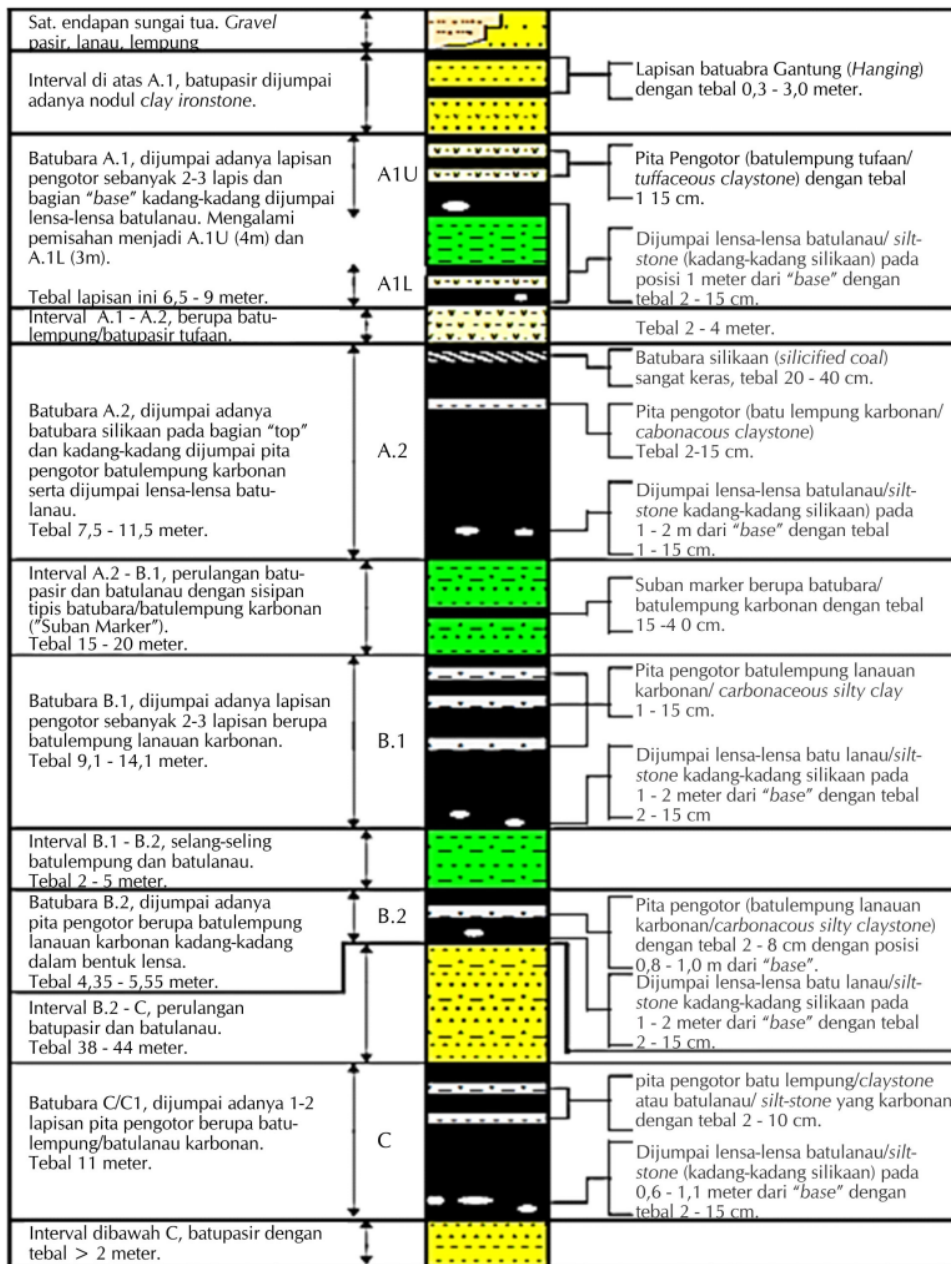 Sat. endapan sungai tua. Gravel
pasir, lanau, lempung
Interval di atas A.1, batupasir dijumpai
adanya nodul clay ironstone.
Lapisan batuabra Gantung (Hanging)
dengan tebal 0,3 - 3,0 meter.
Batubara A.1, dijumpai adanya lapisan
pengotor sebanyak 2-3 lapis dan
bagian "base" kadang-kadang dijumpai
lensa-lensa batulanau. Mengalami
pemisahan menjadi A.1U (4m) dan
A.1L (3m).
Tebal lapisan ini 6,5 - 9 meter.
A1U
A1L
Pita Pengotor (batulempung tufaan/
tuffaceous claystone) dengan tebal
1 15 cm.
Dijumpai lensa-lensa batulanau/ silt-
stone (kadang-kadang silikaan) pada
posisi 1 meter dari "base" dengan
tebal 2 - 15 cm.
Interval A.1 - A.2, berupa batu-
lempung/batupasir tufaan.
Tebal 2 - 4 meter.
Batubara A.2, dijumpai adanya
batubara silikaan pada bagian "top"
dan kadang-kadang dijumpai pita
pengotor batulempung karbonan
serta dijumpai lensa-lensa batu-
lanau.
Tebal 7,5 - 11,5 meter.
A.2
Batubara silikaan (silicified coal)
sangat keras, tebal 20 - 40 cm.
Pita pengotor (batu lempung karbonan/
cabonacous claystone)
Tebal 2-15 cm.
Dijumpai lensa-lensa batulanau/silt-
stone kadang-kadang silikaan) pada
1 - 2 m dari "base" dengan tebal
1 - 15 cm.
Interval A.2 - B.1, perulangan batu-
pasir dan batulanau dengan sisipan
tipis batubara/batulempung karbonan
("Suban Marker").
Tebal 15 - 20 meter.
Suban marker berupa batubara/
batulempung karbonan dengan tebal
15 -4 0 cm.
Batubara B.1, dijumpai adanya lapisan
pengotor sebanyak 2-3 lapisan berupa
batulempung lanauan karbonan.
Tebal 9,1 - 14,1 meter.
B.1
Pita pengotor batulempung lanauan
karbonan/ carbonaceous silty clay
1 - 15 cm.
Dijumpai lensa-lensa batu lanau/silt-
stone kadang-kadang silikaan pada
1 - 2 meter dari "base" dengan tebal
2 - 15 cm
Interval B.1 - B.2, selang-seling
batulempung dan batulanau.
Tebal 2 - 5 meter.
Batubara B.2, dijumpai adanya
pita pengotor berupa batulempung
lanauan karbonan kadang-kadang
dalam bentuk lensa.
Tebal 4,35 - 5,55 meter.
B.2
Pita pengotor (batulempung lanauan
karbonan/carbonacous silty claystone)
dengan tebal 2 - 8 cm dengan posisi
0,8 - 1,0 m dari "base".
Dijumpai lensa-lensa batu lanau/silt-
stone kadang-kadang silikaan pada
1 - 2 meter dari "base" dengan tebal
2 - 15 cm.
Interval B.2 - C, perulangan
batupasir dan batulanau.
Tebal 38 - 44 meter.
Batubara C/C1, dijumpai adanya 1-2
lapisan pita pengotor berupa batu-
lempung/batulanau karbonan.
Tebal 11 meter.
C
pita pengotor batu lempung/claystone
atau batulanau/ silt-stone yang karbonan
dengan tebal 2 - 10 cm.
Dijumpai lensa-lensa batulanau/silt-
stone (kadang-kadang silikaan) pada
0,6 - 1,1 meter dari "base" dengan
tebal 2 - 15 cm.
Interval dibawah C, batupasir dengan
tebal > 2 meter.